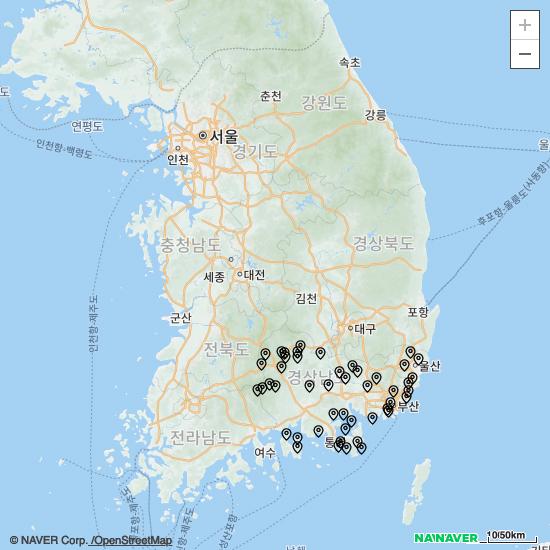 +
−
속초
춘천
강원도
강릉
도
연평도
서울
인천항-백령도
인천
경기도
울
후포항-울릉도(사동항)
충청남도
경상북도
세종
대전
인천항-제주도
김천
군산
포항
대구
전북도
경상남
울산
부산
전라남도
여수
통
© NAVER Corp. /OpenStreetMap
NA!NAVER
10/50km